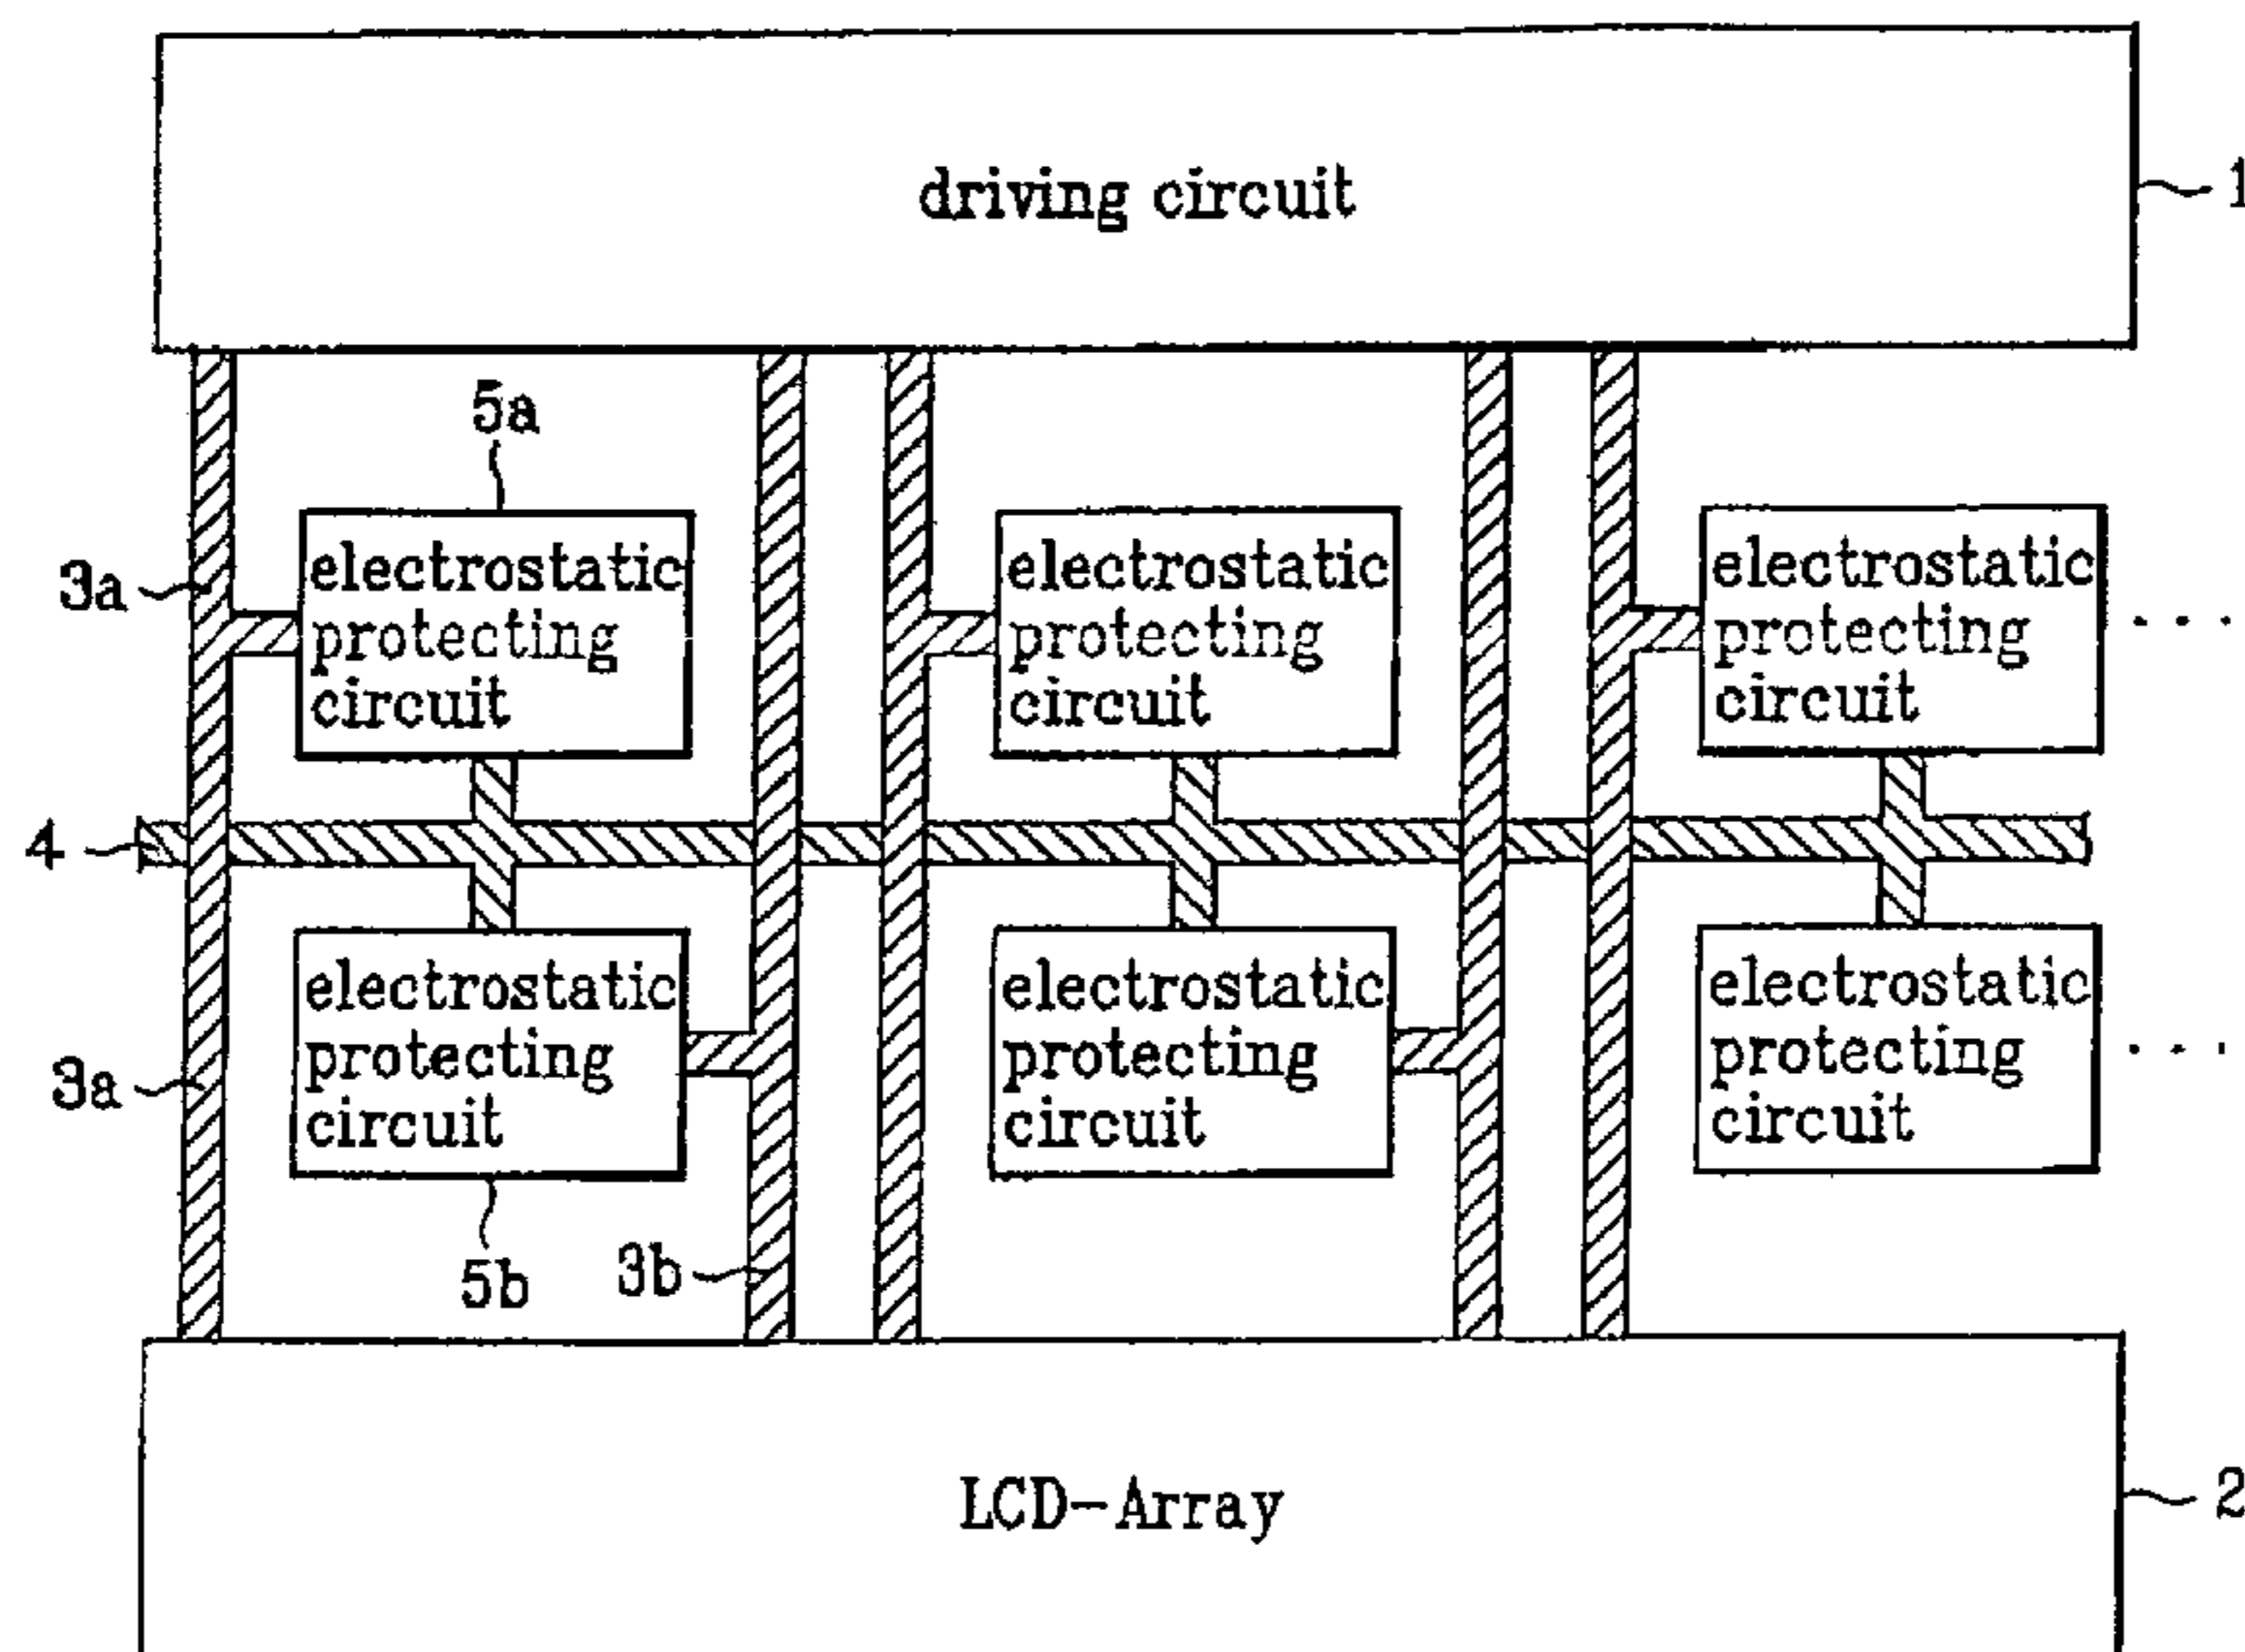 driving circuit
1
5a
electrostatic
protecting
circuit
electrostatic
protecting
circuit
electrostatic
protecting
circuit
. . .
3a
4
electrostatic
protecting
circuit
electrostatic
protecting
circuit
electrostatic
protecting
circuit
. . .
3a
5b
3b
LCD-Array
2